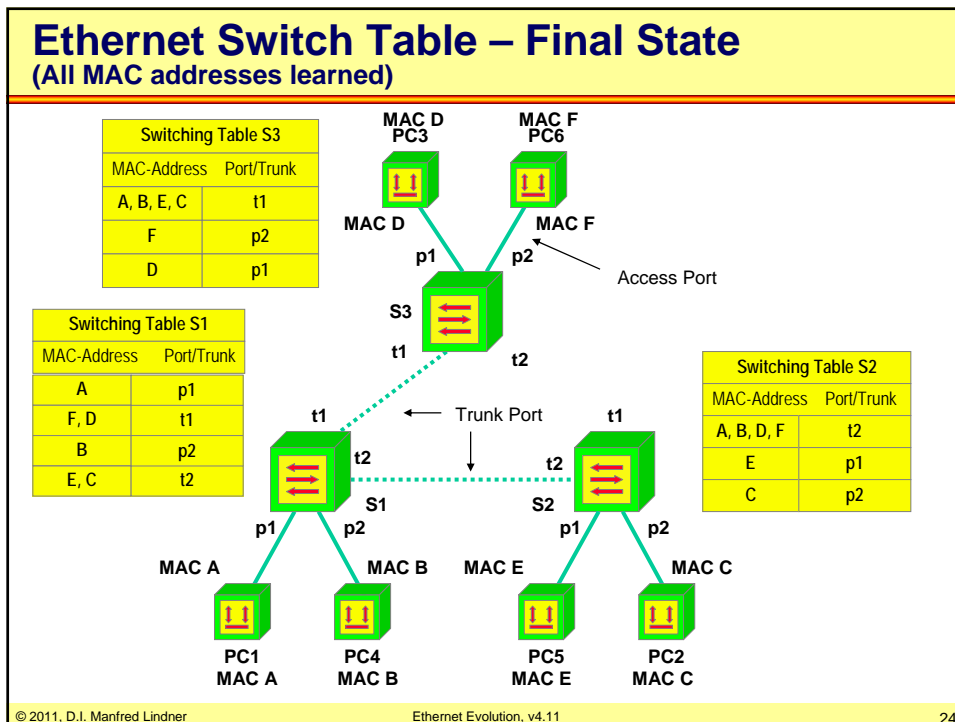 Ethernet Switch Table – Final State
(All MAC addresses learned)
Switching Table S3
MAC-Address Port/Trunk
A, B, E, C t1
F p2
D p1
MAC D
PC3
MAC F
PC6
MAC D
MAC F
p1
p2
Access Port
S3
t1
t2
Switching Table S1
MAC-Address Port/Trunk
A p1
F, D t1
B p2
E, C t2
Switching Table S2
MAC-Address Port/Trunk
A, B, D, F t2
E p1
C p2
Trunk Port
t1
t1
t2
t2
S1
S2
p1
p2
p1
p2
MAC A
MAC B
MAC E
MAC C
PC1
MAC A
PC4
MAC B
PC5
MAC E
PC2
MAC C
© 2011, D.I. Manfred Lindner
Ethernet Evolution, v4.11
24